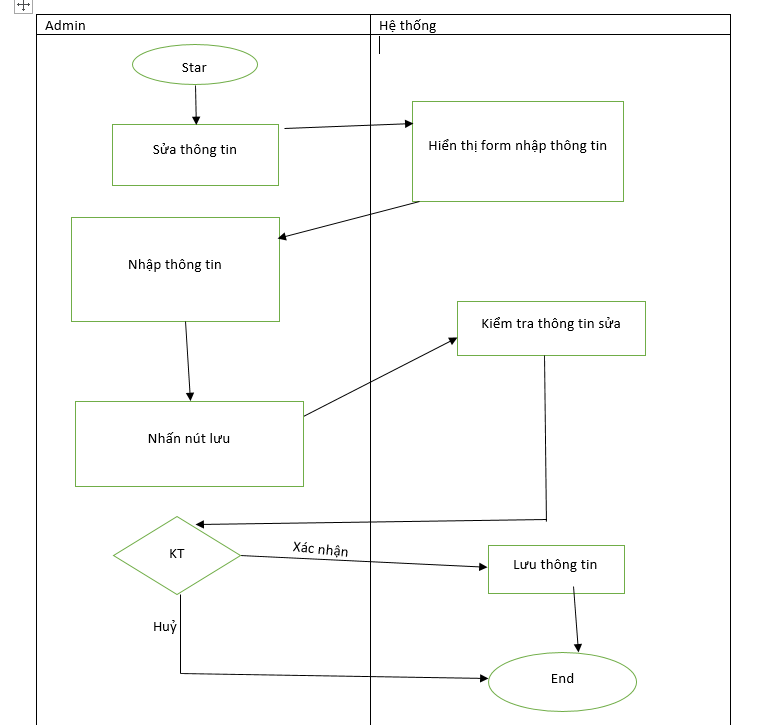 Admin
Hệ thống
Star
Sửa thông tin
Hiển thị form nhập thông tin
Nhập thông tin
Kiểm tra thông tin sửa
Nhấn nút lưu
KT
Xác nhận
Lưu thông tin
Huỷ
End